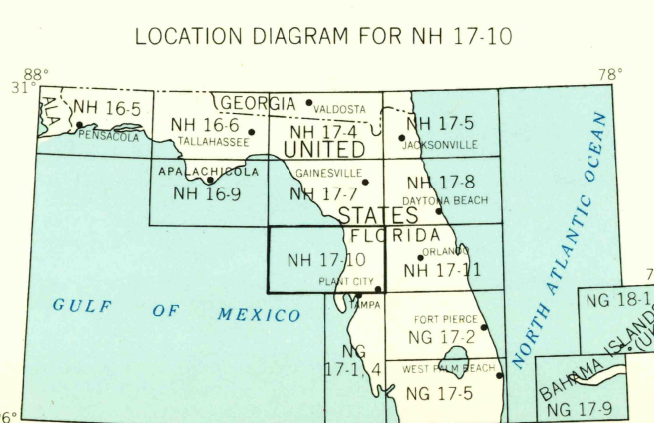 LOCATION DIAGRAM FOR NH 17-10
88°
78°
31°
ALA
NH 16-5
PENSACOLA
NH 16-6
TALLAHASSEE
GEORGIA
VALDOSTA
NH 17-4
UNITED
NH 17-5
JACKSONVILLE
APALACHICOLA
NH 16-9
GAINESVILLE
NH 17-7
NH 17-8
DAYTONA BEACH
STATES
FLORIDA
NH 17-10
PLANT CITY
ORLANDO
NH 17-11
TAMPA
GULF OF MEXICO
NORTH ATLANTIC OCEAN
FORT PIERCE
NG 17-2
NG
17-1, 4
WEST PALM BEACH
NG 17-5
NG 18-1
BAHAMA ISLANDS
(UK
NG 17-9